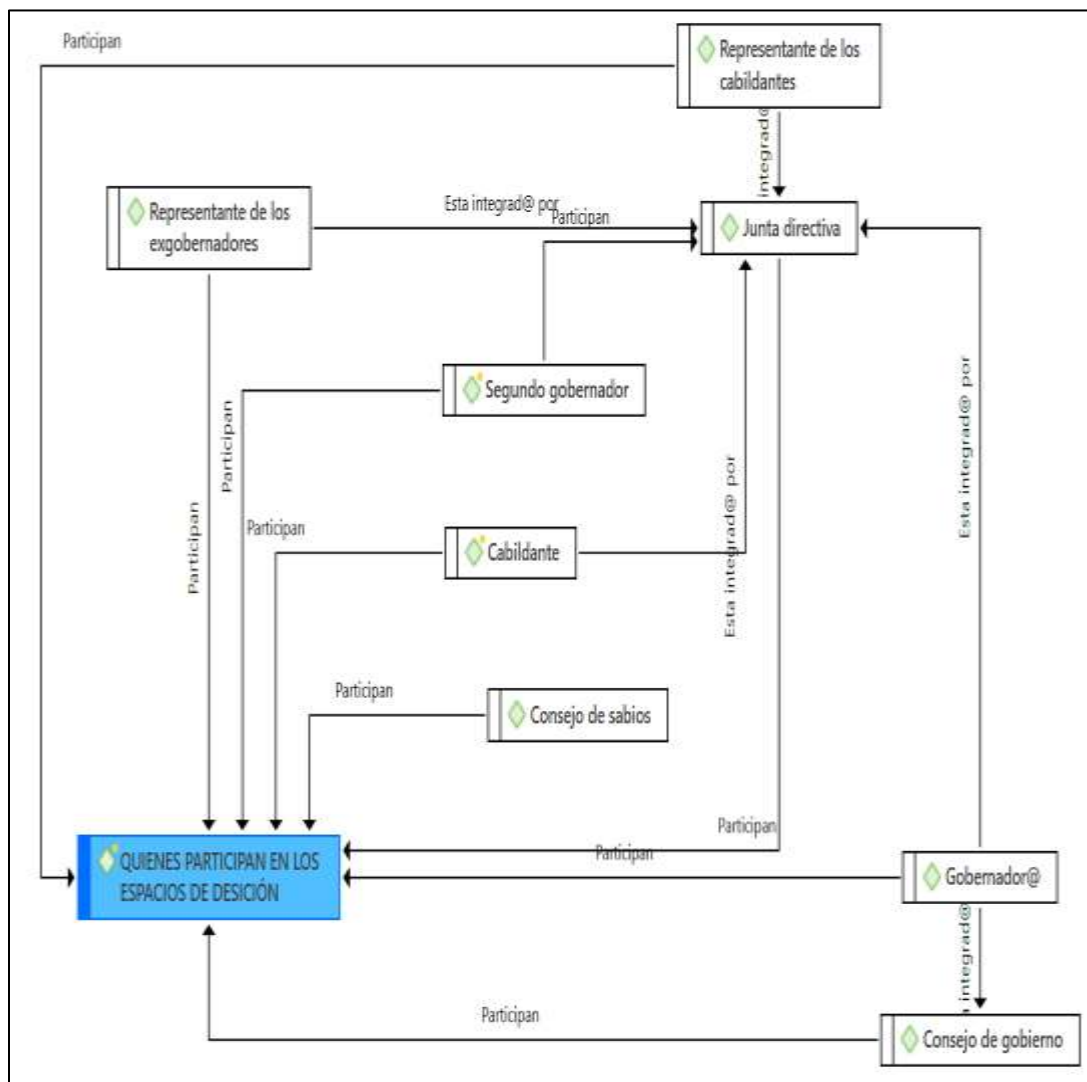 Participan
Representante de los
cabildantes
integrad@
Representante de los
exgobernadores
Esta integrad@ por
Participan
Junta directiva
Segundo gobernador
Participan
Participan
Participan
Esta integrad@ por
Esta integrad@ por
Cabildante
Participan
Consejo de sabios
Participan
Participan
QUIENES PARTICIPAN EN LOS
ESPACIOS DE DESICIÓN
Gobernador@
integrad@
Participan
Consejo de gobierno